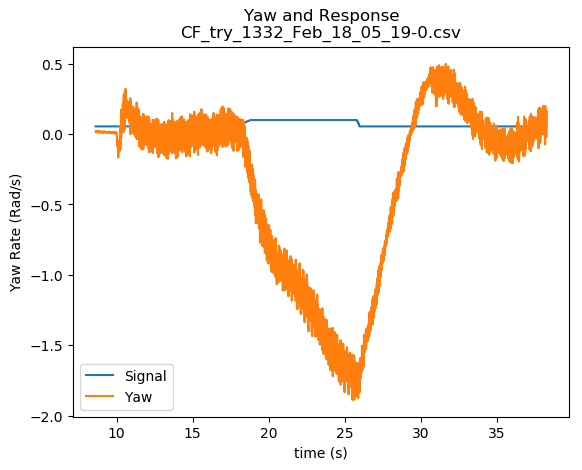 Yaw and Response
CF_try_1332_Feb_18_05_19-0.csv
0.5
0.0
−0.5
−1.0
−1.5
−2.0
Yaw Rate (Rad/s)
Signal
Yaw
10
15
20
25
30
35
time (s)